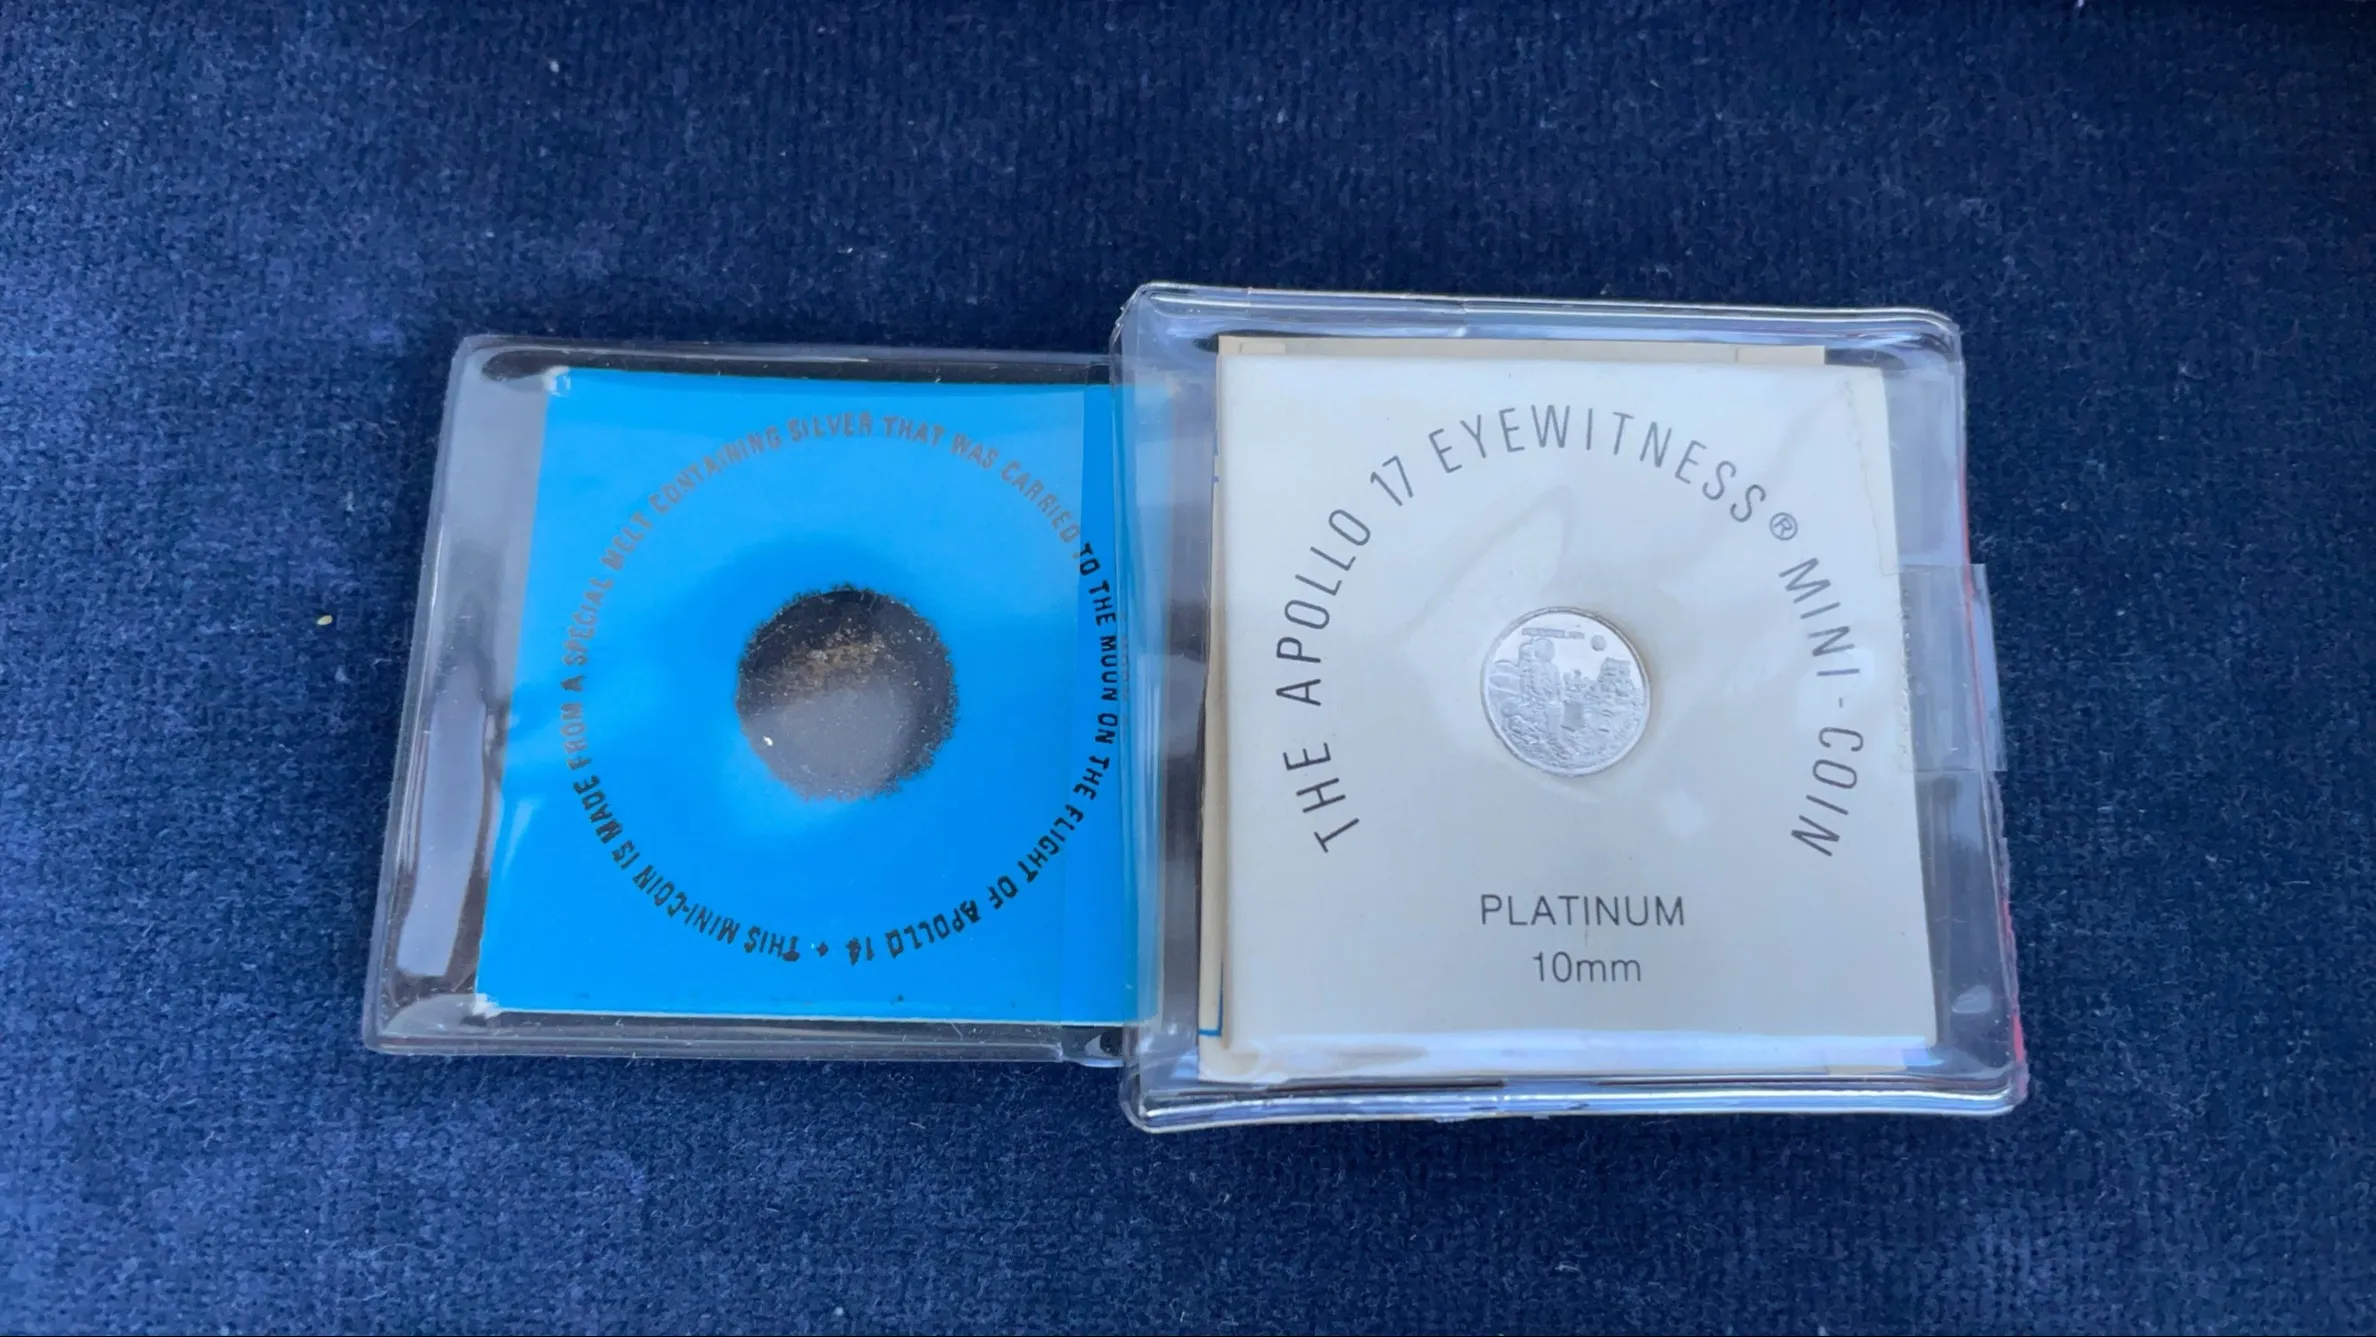 THIS MINI-COIN IS MADE FROM A SPECIAL MELT CONTAINING SILVER THAT WAS CARRIED TO THE MOON ON THE FLIGHT OF APOLLO 14 •
THE APOLLO 17 EYEWITNESS® MINI-COIN
PLATINUM
10mm